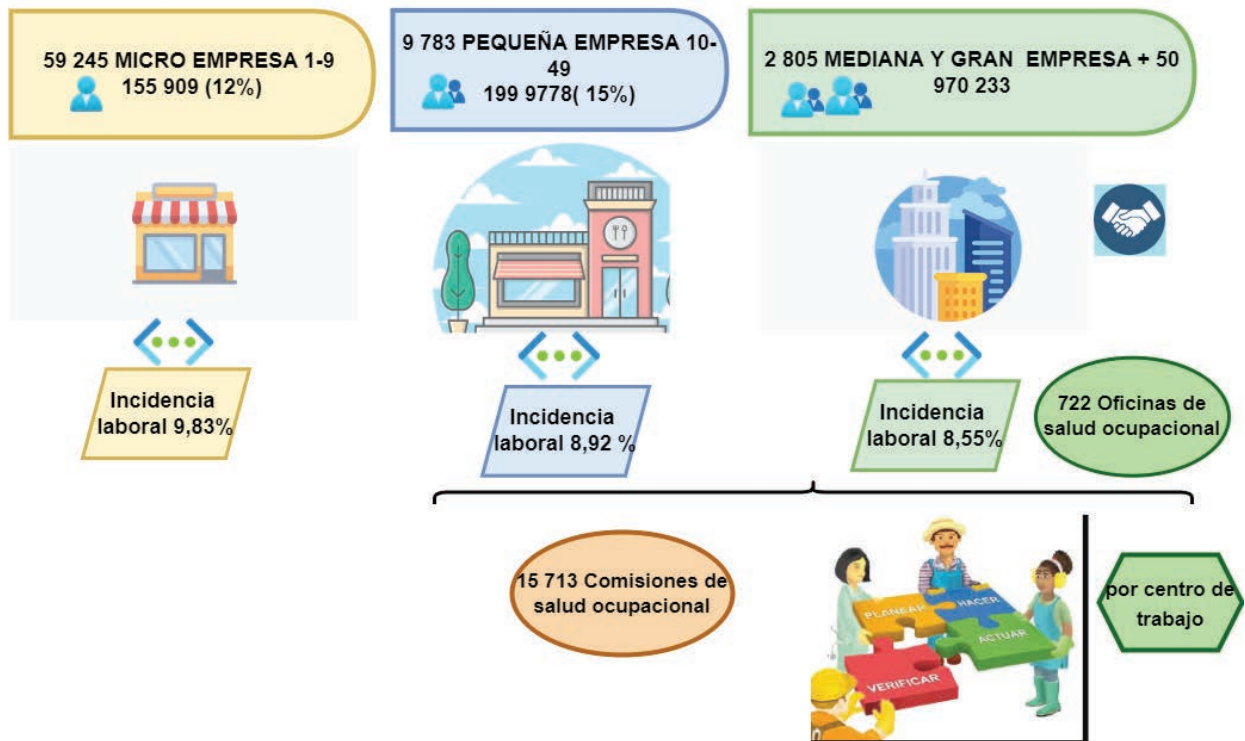 59 245 MICRO EMPRESA 1-9
155 909 (12%)
9 783 PEQUEÑA EMPRESA 10-
49
199 9778( 15%)
2 805 MEDIANA Y GRAN EMPRESA + 50
970 233
Incidencia
laboral 9,83%
Incidencia
laboral 8,92 %
Incidencia
laboral 8,55%
722 Oficinas de
salud ocupacional
15 713 Comisiones de
salud ocupacional
PLANEAR
HACER
ACTUAR
VERIFICAR
por centro de
trabajo